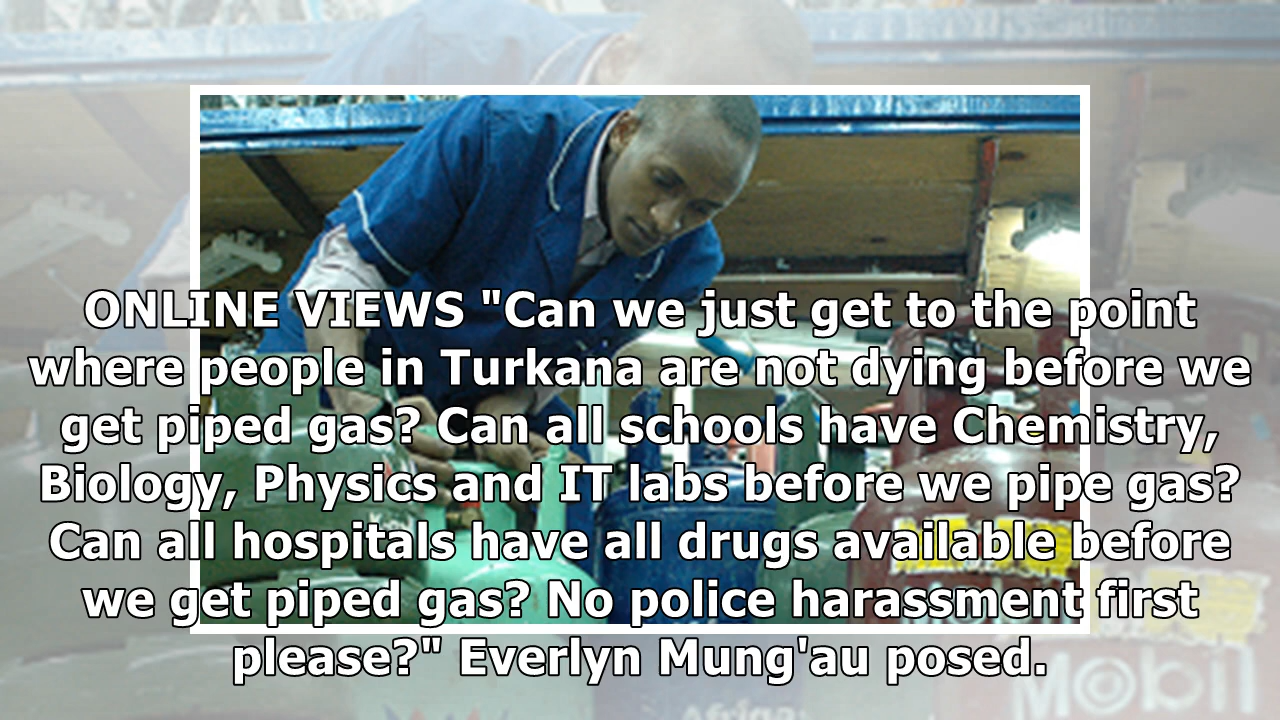 ONLINE VIEWS "Can we just get to the point
where people in Turkana are not dying before we
get piped gas? Can all schools have Chemistry,
Biology, Physics and IT labs before we pipe gas?
Can all hospitals have all drugs available before
we get piped gas? No police harassment first
please?" Everlyn Mung'au posed.
Mobil